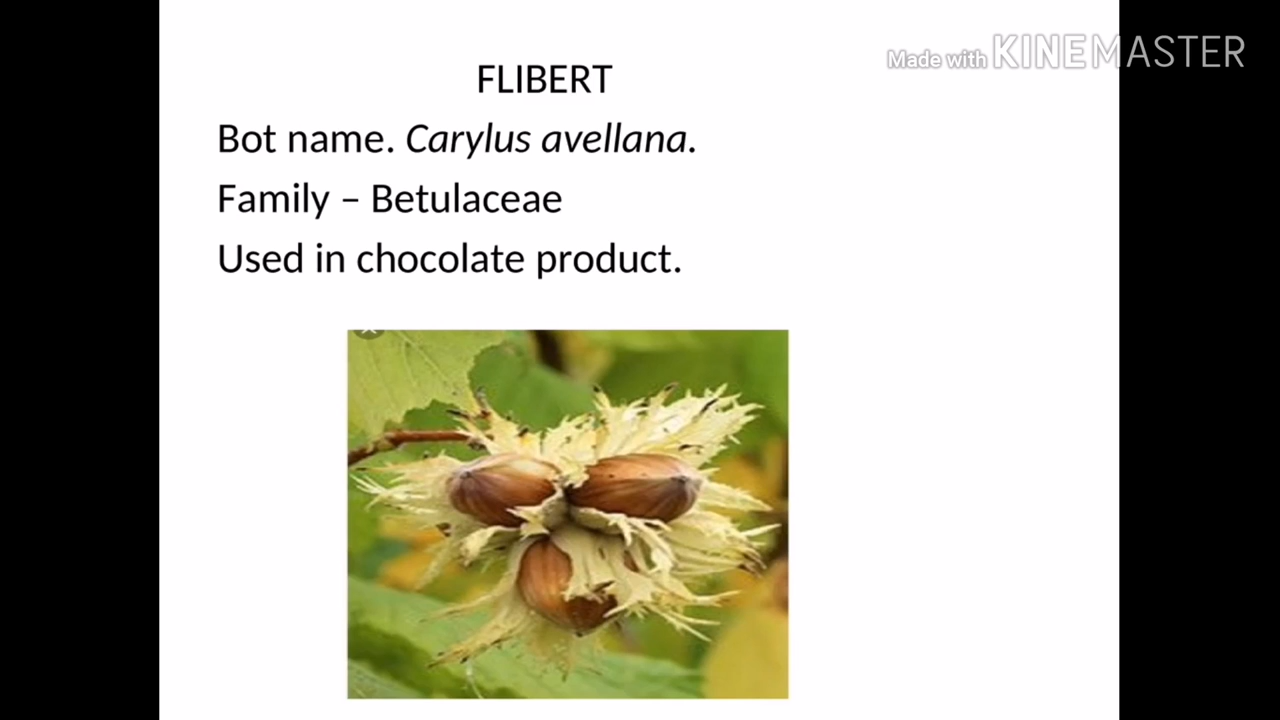 Made with KINEMASTER
FLIBERT
Bot name. Carylus avellana.
Family – Betulaceae
Used in chocolate product.